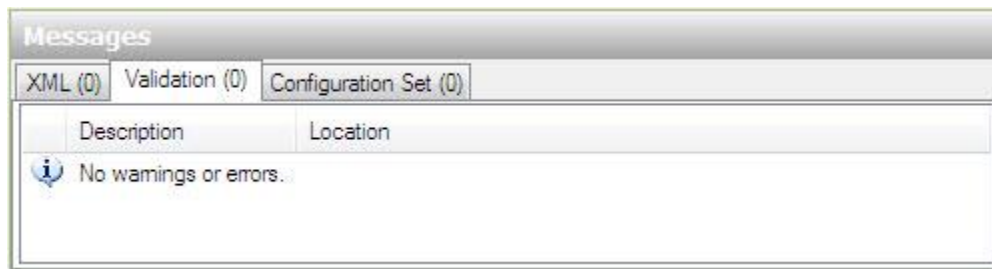 Messages
XML (0) Validation (0) Configuration Set (0)
Description Location
No warnings or errors.